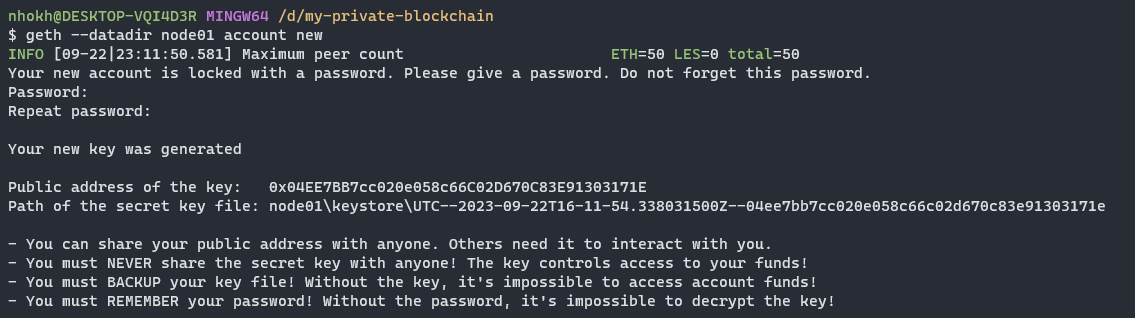 nhokh@DESKTOP-VQI4D3R MINGW64 /d/my-private-blockchain
$ geth --datadir node01 account new
INFO [09-22|23:11:50.581] Maximum peer count                       ETH=50 LES=0 total=50
Your new account is locked with a password. Please give a password. Do not forget this password.
Password:
Repeat password:
Your new key was generated
Public address of the key:   0x04EE7BB7cc020e058c66C02D670C83E91303171E
Path of the secret key file: node01\keystore\UTC--2023-09-22T16-11-54.338031500Z--04ee7bb7cc020e058c66c02d670c83e91303171e
- You can share your public address with anyone. Others need it to interact with you.
- You must NEVER share the secret key with anyone! The key controls access to your funds!
- You must BACKUP your key file! Without the key, it's impossible to access account funds!
- You must REMEMBER your password! Without the password, it's impossible to decrypt the key!